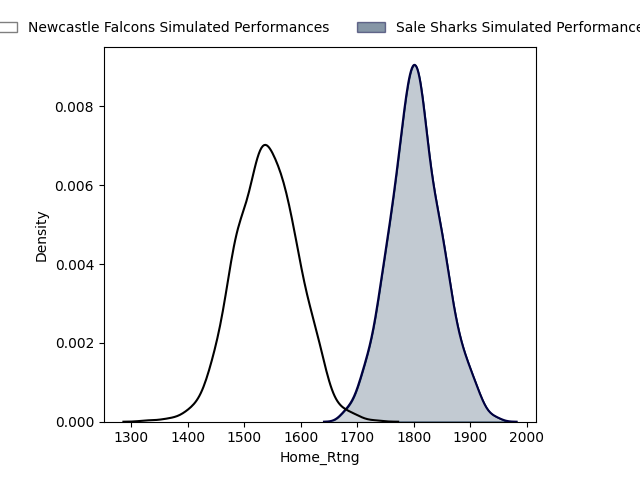 Newcastle Falcons Simulated Performances
Sale Sharks Simulated Performance
Density
0.008
0.006
0.004
0.002
0.000
1300 1400 1500 1600 1700 1800 1900 2000
Home_Rtng